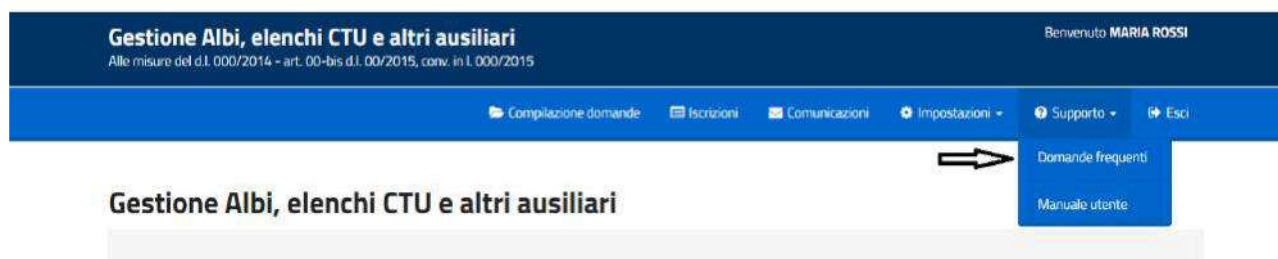 Gestione Albi, elenchi CTU e altri ausiliari
Benvenuto MARIA ROSSI
Alle misure del d.l. 000/2014 - art. 00-bis d.l. 00/2015, conv. in l. 000/2015
Compilazione domande Iscrizioni Comunicazioni Impostazioni Supporto Esci
Domande frequenti
Manuale utente
Gestione Albi, elenchi CTU e altri ausiliari